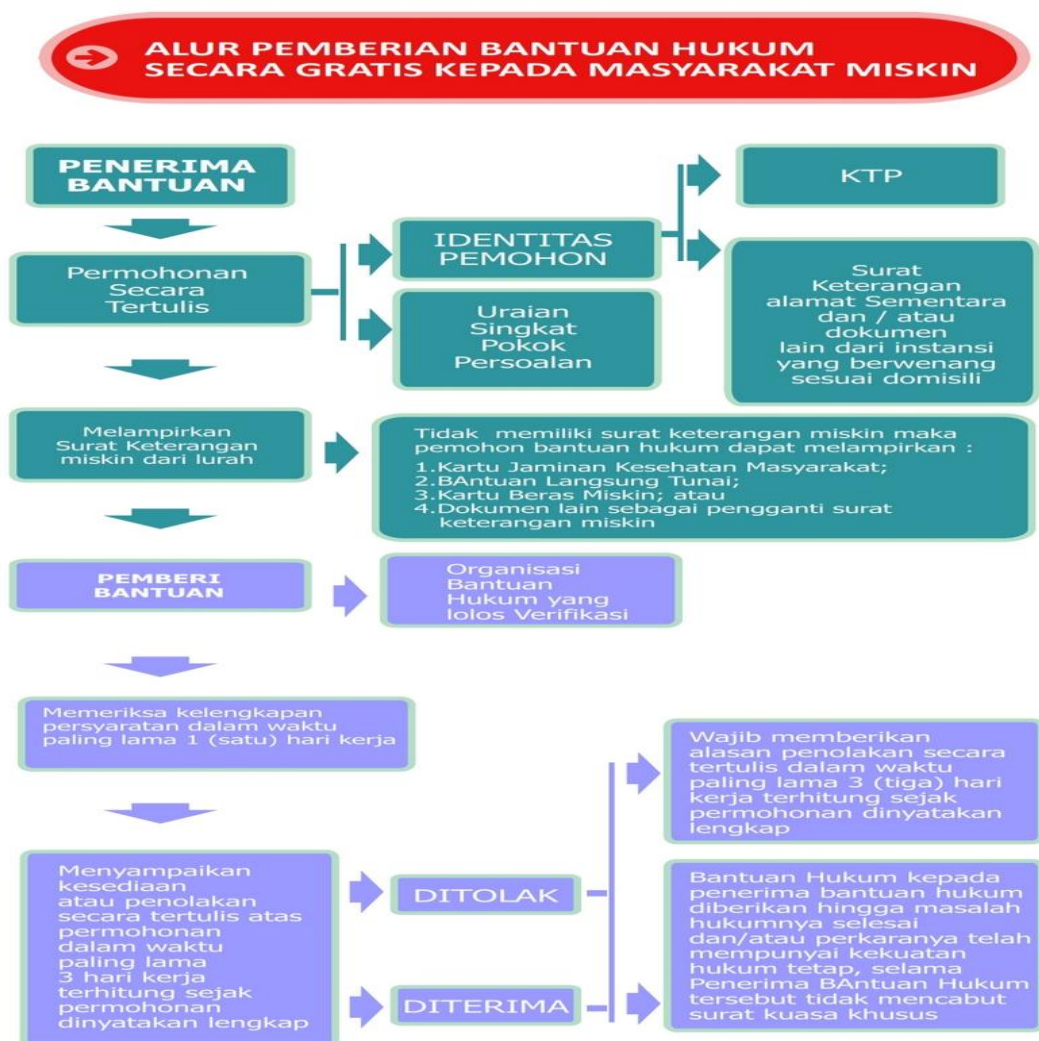 ALUR PEMBERIAN BANTUAN HUKUM
SECARA GRATIS KEPADA MASYARAKAT MISKIN
PENERIMA
BANTUAN
Permohonan
Secara
Tertulis
IDENTITAS
PEMOHON
KTP
Surat
Keterangan
alamat Sementara
dan / atau
dokumen
lain dari instansi
yang berwenang
sesuai domisili
Uraian
Singkat
Pokok
Persoalan
Melampirkan
Surat Keterangan
miskin dari lurah
Tidak memiliki surat keterangan miskin maka
pemohon bantuan hukum dapat melampirkan :
1.Kartu Jaminan Kesehatan Masyarakat;
2.BAntuan Langsung Tunai;
3.Kartu Beras Miskin; atau
4.Dokumen lain sebagai pengganti surat
keterangan miskin
PEMBERI
BANTUAN
Organisasi
Bantuan
Hukum yang
lolos Verifikasi
Memeriksa kelengkapan
persyaratan dalam waktu
paling lama 1 (satu) hari kerja
Menyampaikan
kesediaan
atau penolakan
secara tertulis atas
permohonan
dalam waktu
paling lama
3 hari kerja
terhitung sejak
permohonan
dinyatakan lengkap
DITOLAK
Wajib memberikan
alasan penolakan secara
tertulis dalam waktu
paling lama 3 (tiga) hari
kerja terhitung sejak
permohonan dinyatakan
lengkap
DITERIMA
Bantuan Hukum kepada
penerima bantuan hukum
diberikan hingga masalah
hukumnya selesai
dan/atau perkaranya telah
mempunyai kekuatan
hukum tetap, selama
Penerima BAntuan Hukum
tersebut tidak mencabut
surat kuasa khusus